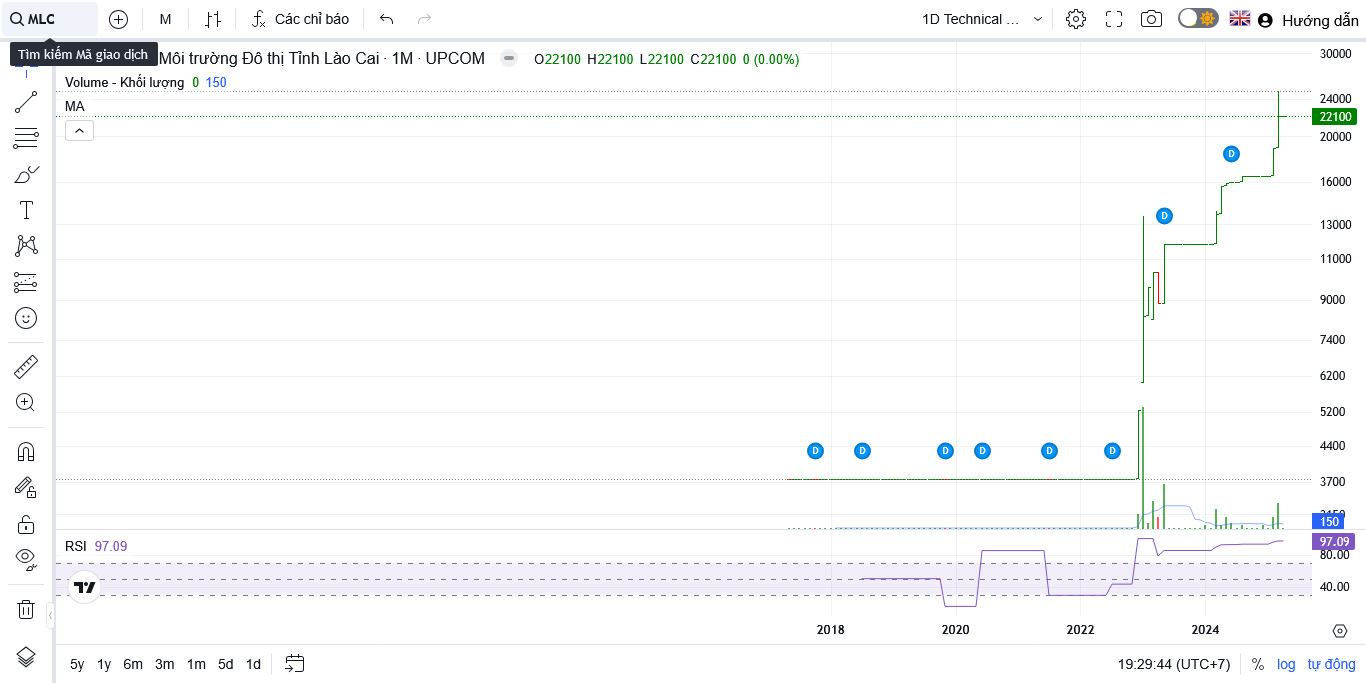 MLC
M
Các chỉ báo
1D Technical ...
Hướng dẫn
Tìm kiếm Mã giao dịch
Môi trường Đô thị Tỉnh Lào Cai · 1M · UPCOM
O22100 H22100 L22100 C22100 0 (0.00%)
Volume - Khối lượng 0 150
MA
30000
24000
22100
20000
16000
13000
11000
9000
7400
6200
5200
4400
3700
150
D
D
D
D
D
D
D
D
RSI 97.09
97.09
80.00
40.00
2018 2020 2022 2024
5y 1y 6m 3m 1m 5d 1d
19:29:44 (UTC+7) % log tự động